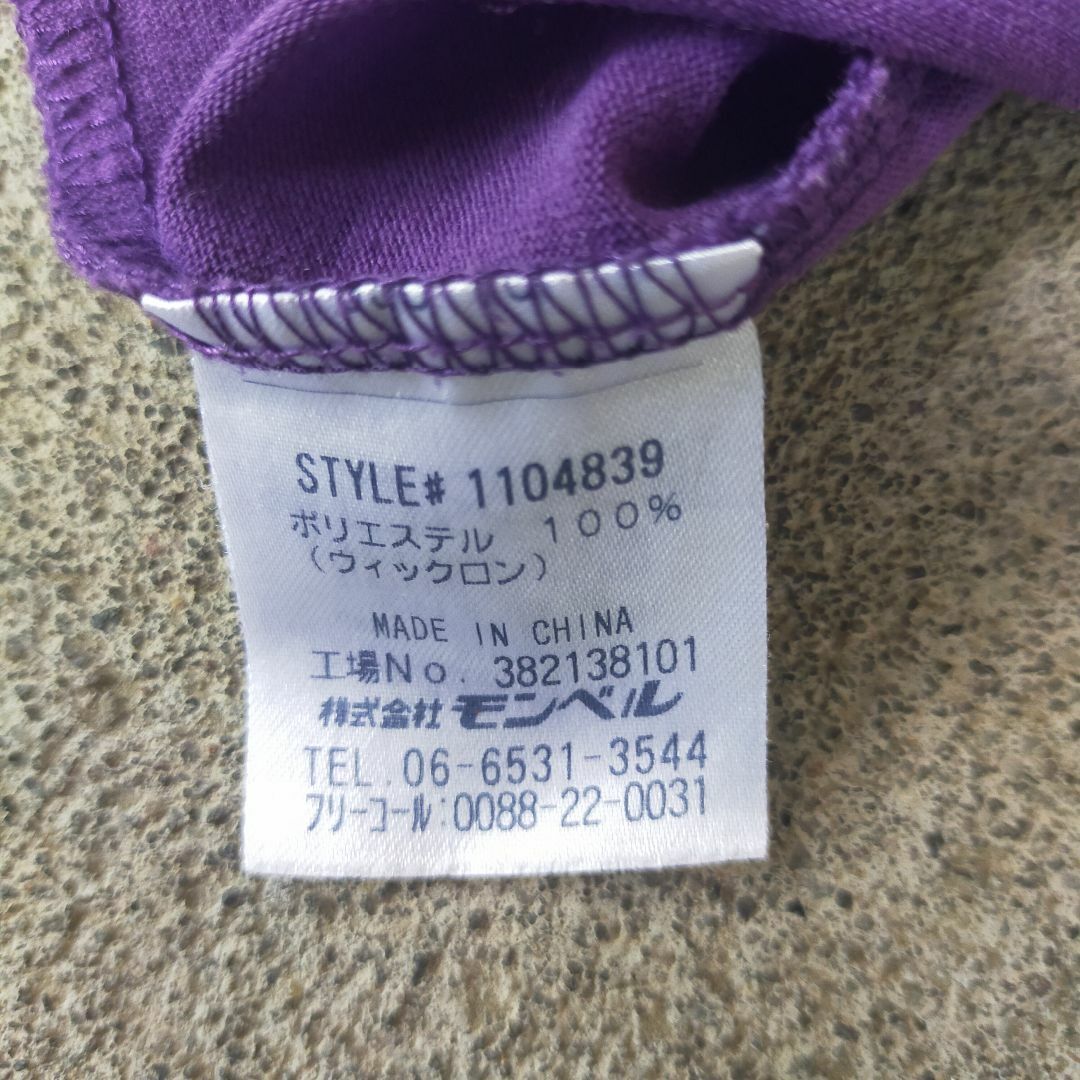 STYLE# 1104839
ポリエステル 100%
(ウィックロン)
MADE IN CHINA
工場No. 382138101
株式会社 モンベル
TEL. 06-6531-3544
フリーコール:0088-22-0031